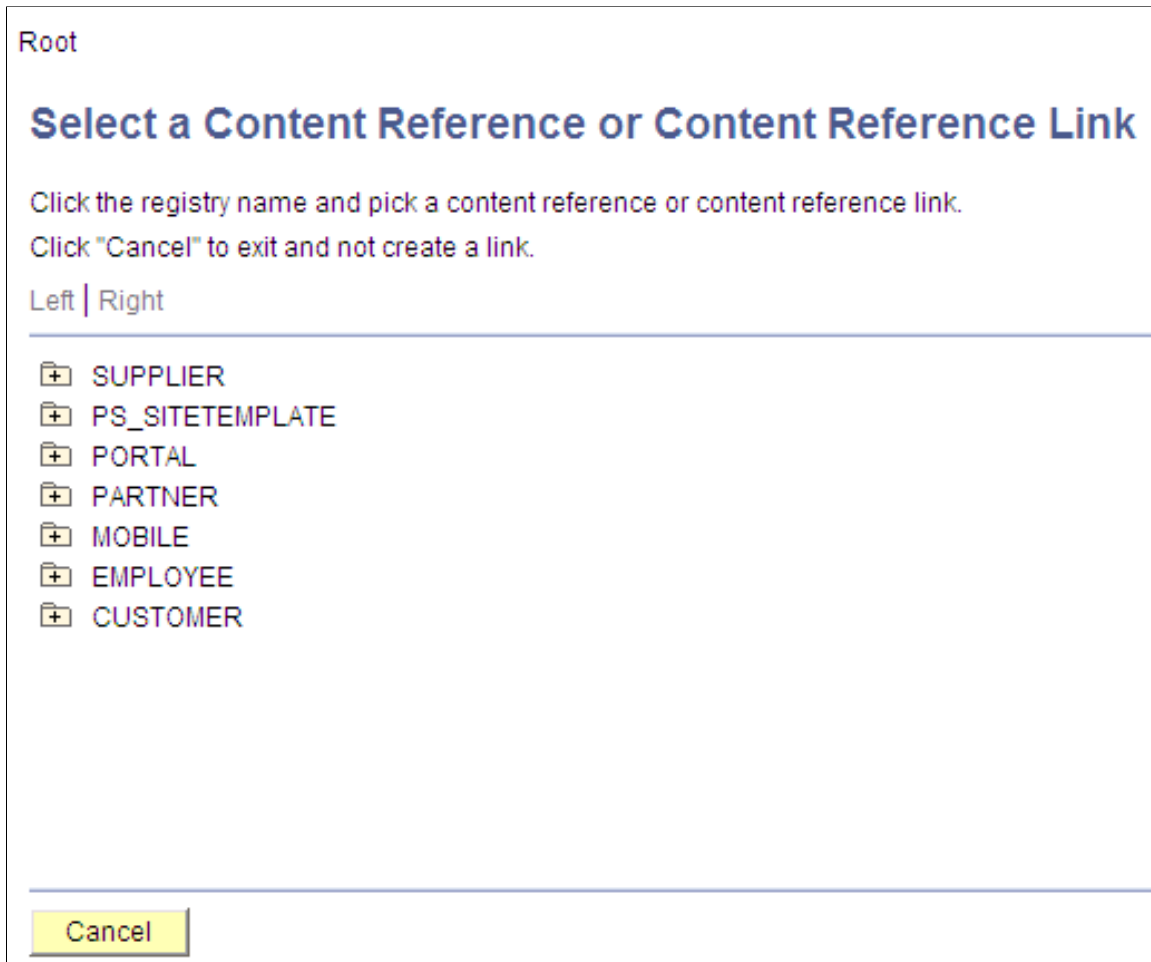 Root
Select a Content Reference or Content Reference Link
Click the registry name and pick a content reference or content reference link.
Click "Cancel" to exit and not create a link.
Left | Right
SUPPLIER
PS_SITETEMPLATE
PORTAL
PARTNER
MOBILE
EMPLOYEE
CUSTOMER
Cancel